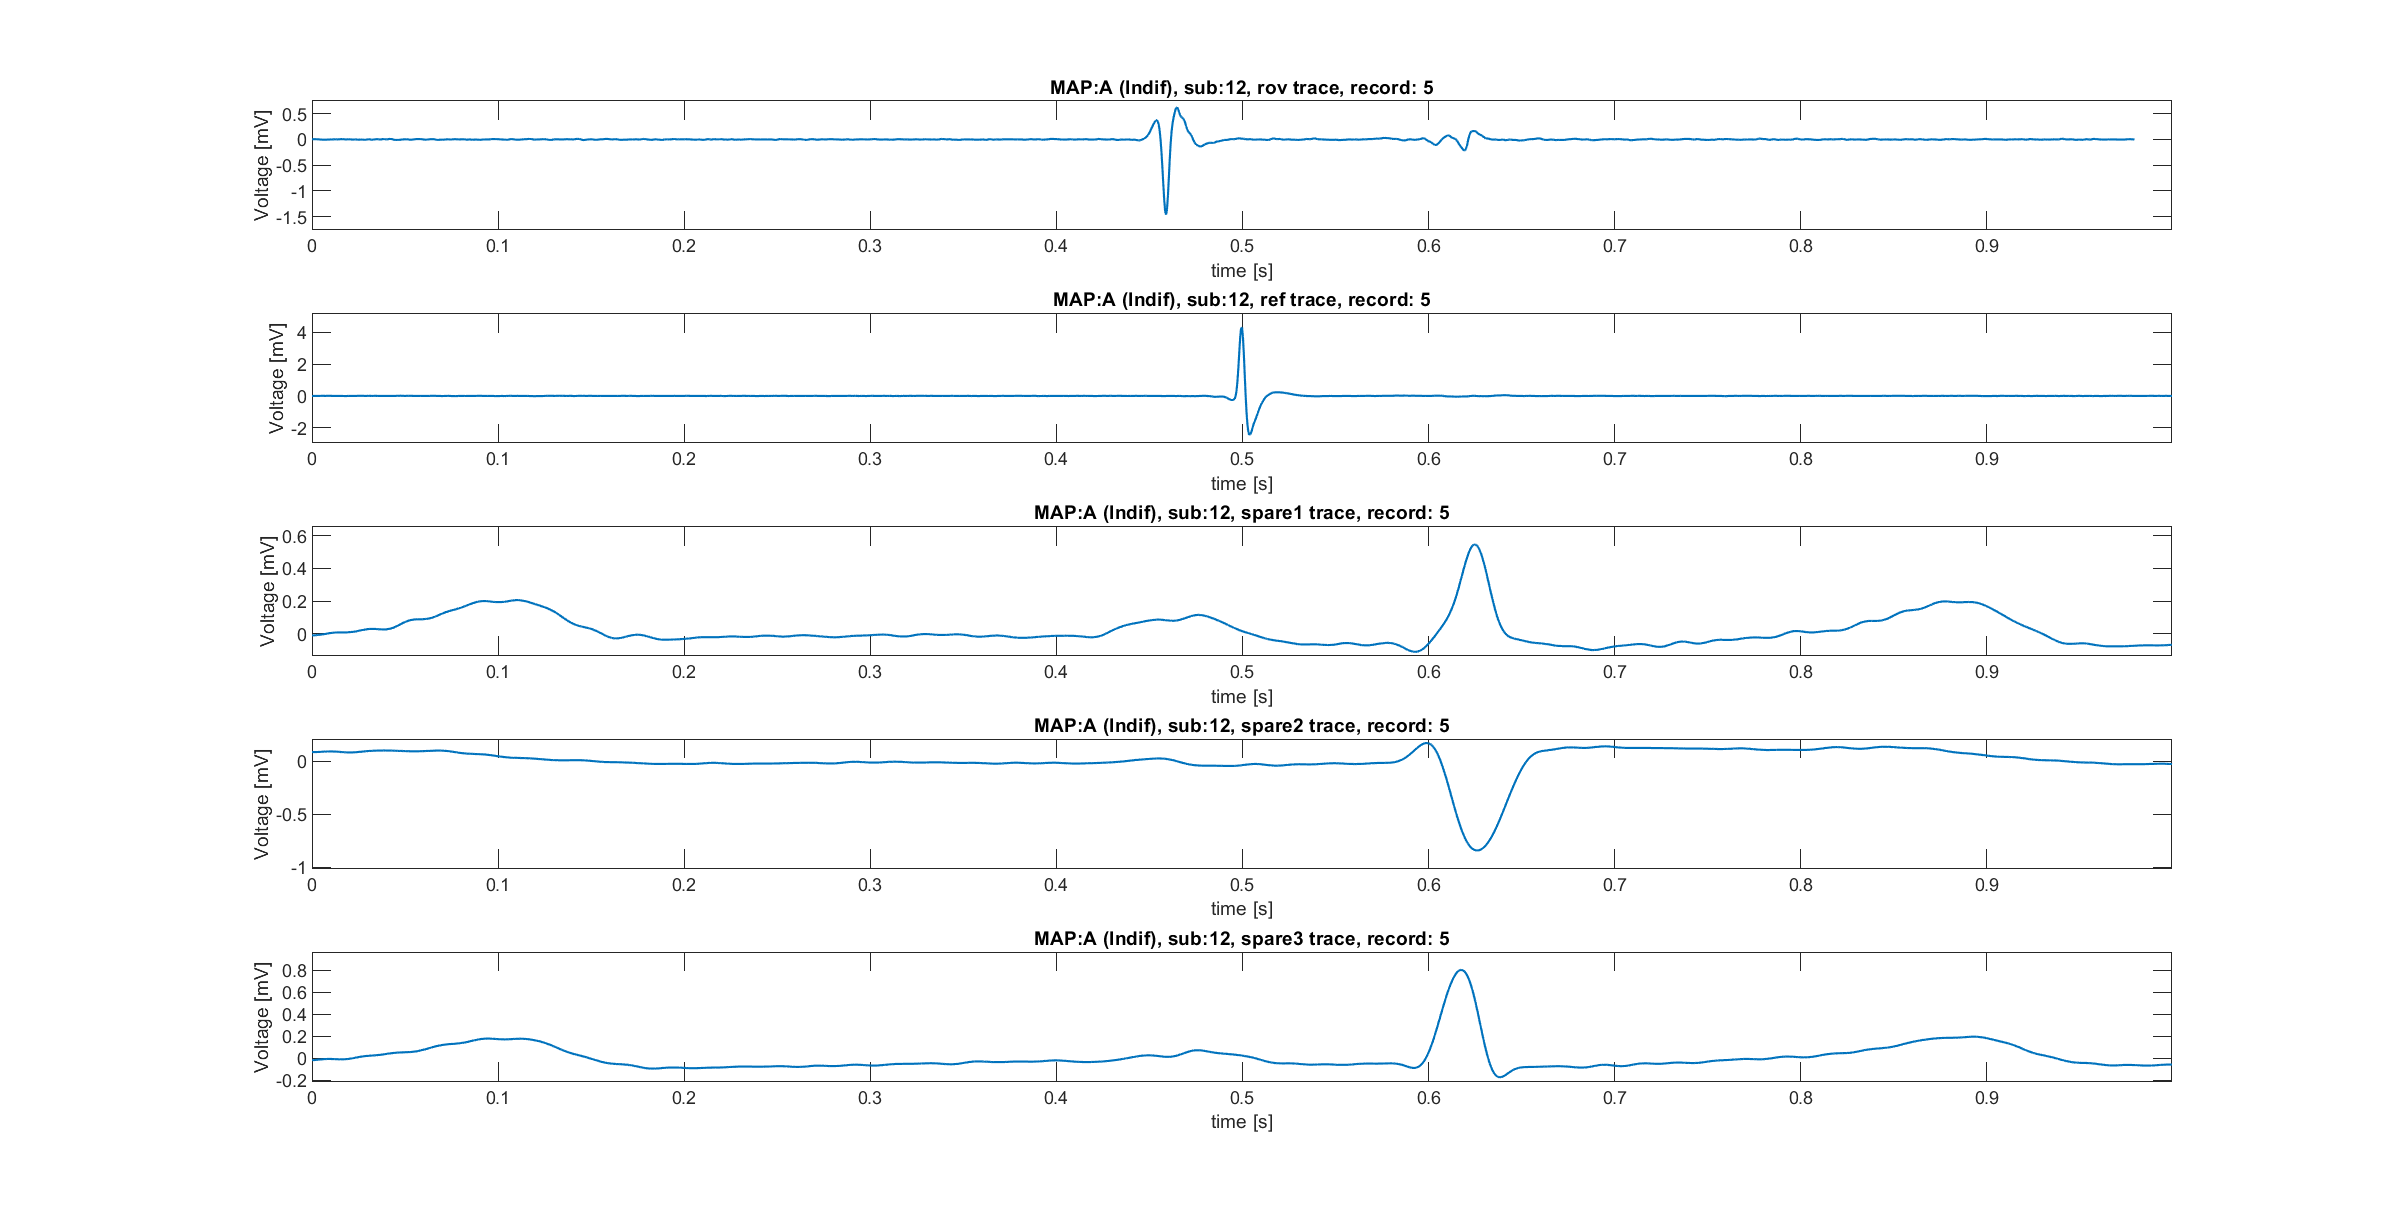 MAP:A (Indif), sub:12, rov trace, record: 5
Voltage [mV]
0.5
0
-0.5
-1
-1.5
0 0.1 0.2 0.3 0.4 0.5 0.6 0.7 0.8 0.9
time [s]
MAP:A (Indif), sub:12, ref trace, record: 5
Voltage [mV]
4
2
0
-2
0 0.1 0.2 0.3 0.4 0.5 0.6 0.7 0.8 0.9
time [s]
MAP:A (Indif), sub:12, spare1 trace, record: 5
Voltage [mV]
0.6
0.4
0.2
0
0 0.1 0.2 0.3 0.4 0.5 0.6 0.7 0.8 0.9
time [s]
MAP:A (Indif), sub:12, spare2 trace, record: 5
Voltage [mV]
0
-0.5
-1
0 0.1 0.2 0.3 0.4 0.5 0.6 0.7 0.8 0.9
time [s]
MAP:A (Indif), sub:12, spare3 trace, record: 5
Voltage [mV]
0.8
0.6
0.4
0.2
0
-0.2
0 0.1 0.2 0.3 0.4 0.5 0.6 0.7 0.8 0.9
time [s]